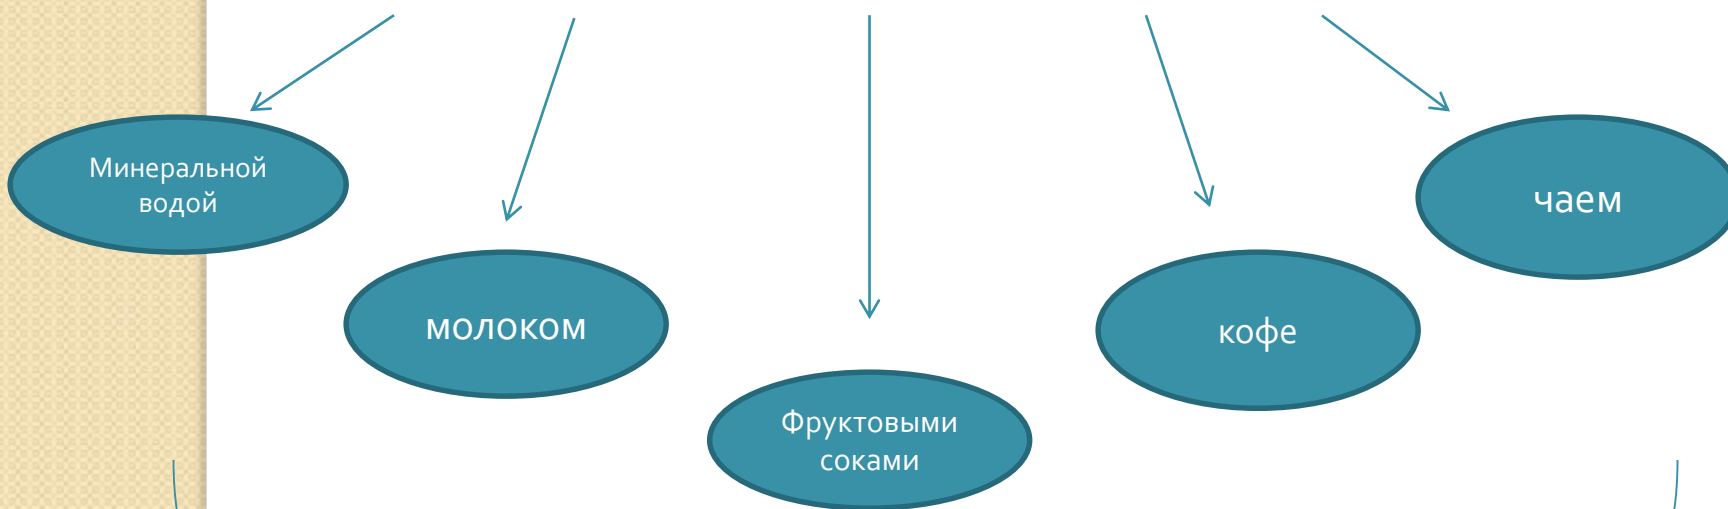 Минеральной
водой
молоком
Фруктовыми
соками
кофе
чаем